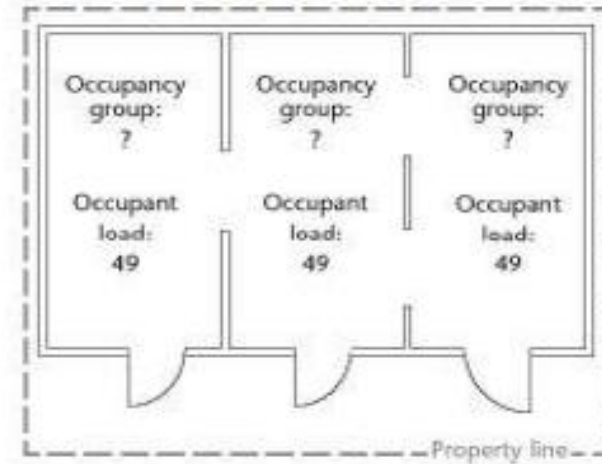 Occupancy
group:
?
Occupant
load:
49
Occupancy
group:
?
Occupant
load:
49
Occupancy
group:
?
Occupant
load:
49
Property line